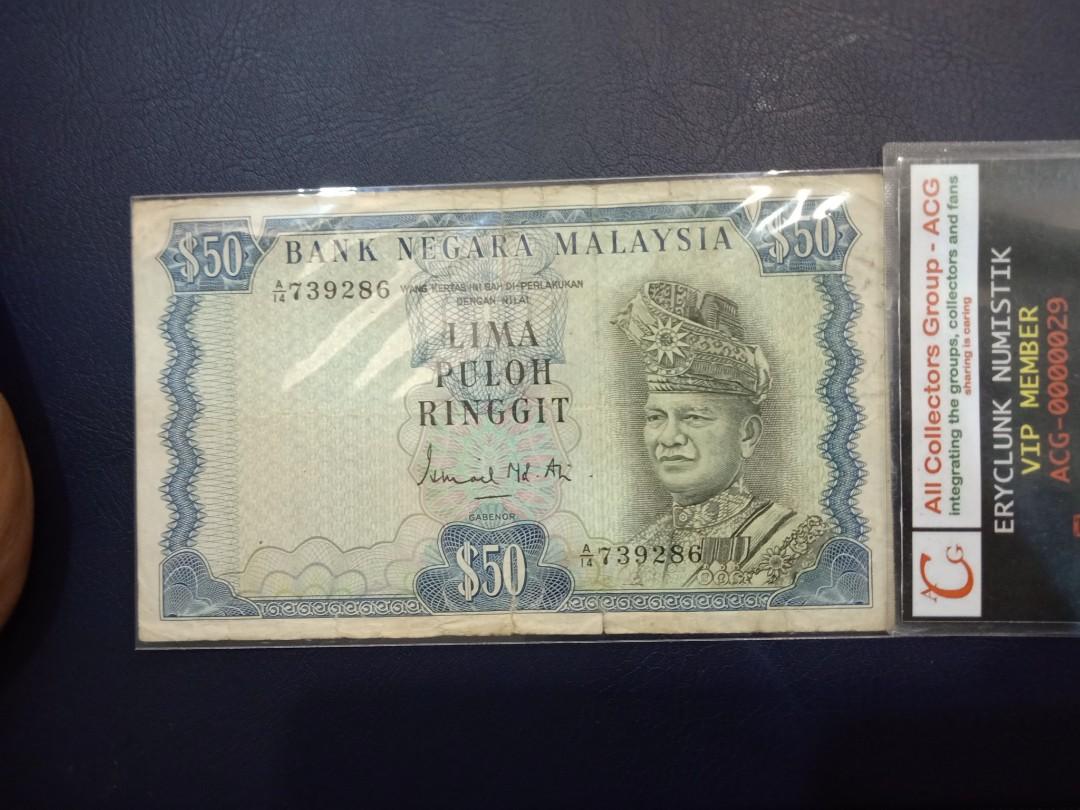 $50 BANK NEGARA MALAYSIA $50
A/14 739286
WANG KERTAS INI SAH DI-PERLAKUKAN
DENGAN NILAI
LIMA
PULOH
RINGGIT
Ismail Md. Ali
GABENOR
$50
A/14 739286
All Collectors Group - ACG
integrating the groups, collectors and fans
sharing is caring
ACG
ERYCLUNK NUMISTIK
VIP MEMBER
ACG-0000029